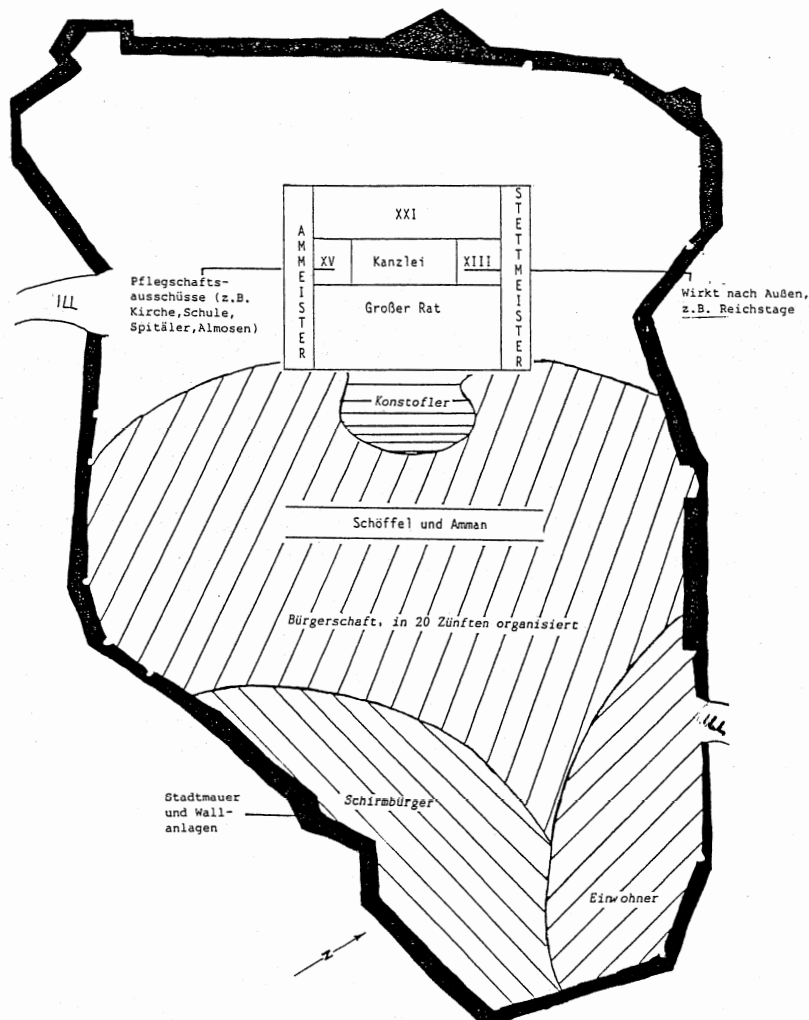 XXI
AMMEISTER
STETTMEISTER
XV
Kanzlei
XIII
Großer Rat
Pflegschafts-
ausschüsse (z.B.
Kirche,Schule,
Spitäler,Almosen)
Ill
Wirkt nach Außen,
z.B. Reichstage
Konstofler
Schöffel und Amman
Bürgerschaft, in 20 Zünften organisiert
Ill
Stadtmauer
und Wall-
anlagen
Schirmbürger
Einwohner
N